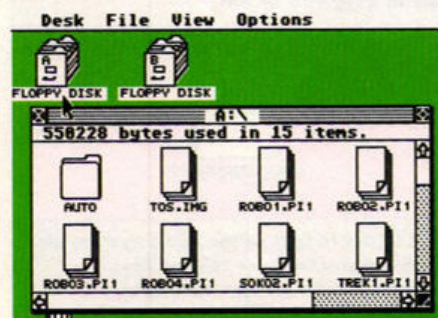 Desk File View Options
A B
FLOPPY DISK FLOPPY DISK
A:\
550228 bytes used in 15 items.
AUTO TOS.IMG ROBO1.PI1 ROBO2.PI1
ROBO3.PI1 ROBO4.PI1 SOKO2.PI1 TREK1.PI1